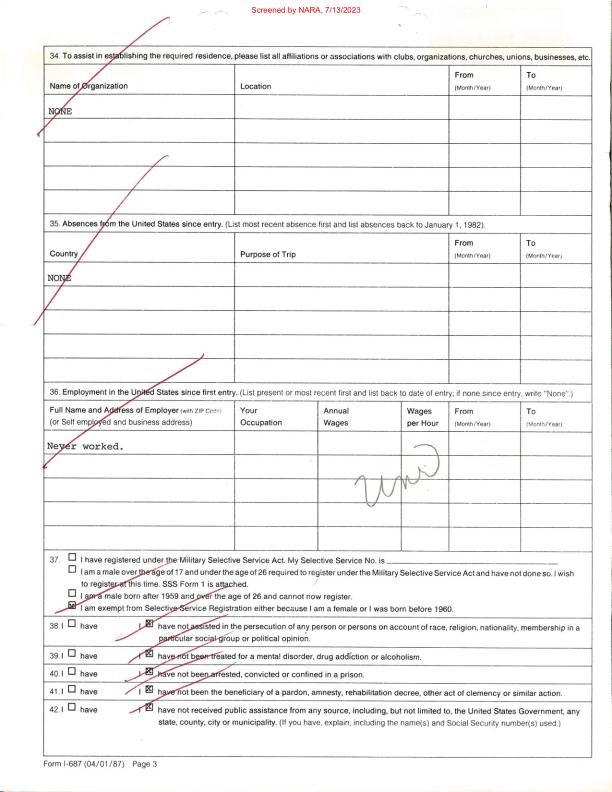 Screened by NARA, 7/13/2023
34. To assist in establishing the required residence, please list all affiliations or associations with clubs, organizations, churches, unions, businesses, etc.
Name of Organization Location From (Month/Year) To (Month/Year)
NONE
35. Absences from the United States since entry. (List most recent absence first and list absences back to January 1, 1982).
Country Purpose of Trip From (Month/Year) To (Month/Year)
NONE
36. Employment in the United States since first entry. (List present or most recent first and list back to date of entry; if none since entry, write "None".)
Full Name and Address of Employer (with ZIP Code) Your Annual Wages From To
(or Self employed and business address) Occupation Wages per Hour (Month/Year) (Month/Year)
Never worked.
37. ☐ I have registered under the Military Selective Service Act. My Selective Service No. is
☐ I am a male over the age of 17 and under the age of 26 required to register under the Military Selective Service Act and have not done so. I wish
to register at this time. SSS Form 1 is attached.
☐ I am a male born after 1959 and over the age of 26 and cannot now register.
☒ I am exempt from Selective Service Registration either because I am a female or I was born before 1960.
38. I ☐ have I ☒ have not assisted in the persecution of any person or persons on account of race, religion, nationality, membership in a
particular social group or political opinion.
39. I ☐ have I ☒ have not been treated for a mental disorder, drug addiction or alcoholism.
40. I ☐ have I ☒ have not been arrested, convicted or confined in a prison.
41. I ☐ have I ☒ have not been the beneficiary of a pardon, amnesty, rehabilitation decree, other act of clemency or similar action.
42. I ☐ have I ☒ have not received public assistance from any source, including, but not limited to, the United States Government, any
state, county, city or municipality. (If you have, explain; including the name(s) and Social Security number(s) used.)
Form I-687 (04/01/87) Page 3